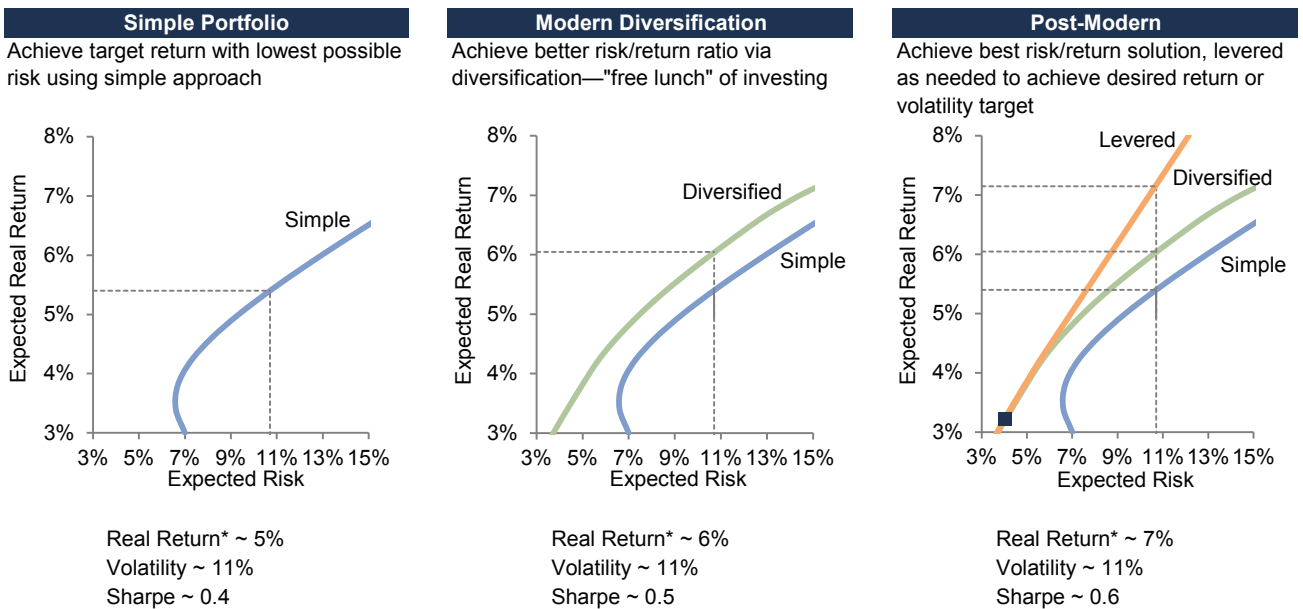 Simple Portfolio
Achieve target return with lowest possible
risk using simple approach
8%
7%
6%
5%
4%
3%
Expected Real Return
Simple
3% 5% 7% 9% 11% 13% 15%
Expected Risk
Real Return* ~ 5%
Volatility ~ 11%
Sharpe ~ 0.4
Modern Diversification
Achieve better risk/return ratio via
diversification—"free lunch" of investing
8%
7%
6%
5%
4%
3%
Expected Real Return
Diversified
Simple
3% 5% 7% 9% 11% 13% 15%
Expected Risk
Real Return* ~ 6%
Volatility ~ 11%
Sharpe ~ 0.5
Post-Modern
Achieve best risk/return solution, levered
as needed to achieve desired return or
volatility target
8%
7%
6%
5%
4%
3%
Expected Real Return
Levered
Diversified
Simple
3% 5% 7% 9% 11% 13% 15%
Expected Risk
Real Return* ~ 7%
Volatility ~ 11%
Sharpe ~ 0.6